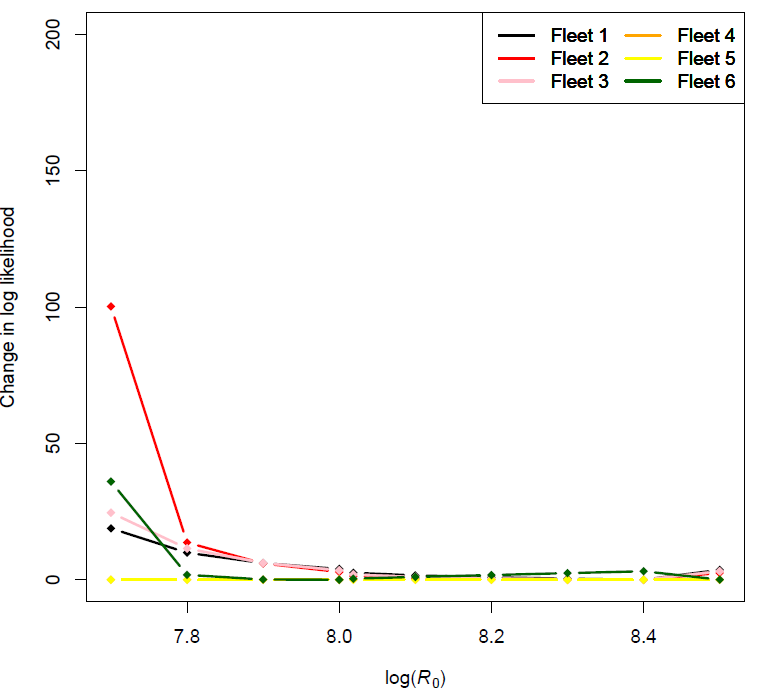 Fleet 1 Fleet 4
Fleet 2 Fleet 5
Fleet 3 Fleet 6
Change in log likelihood
200
150
100
50
0
7.8 8.0 8.2 8.4
log(R0)